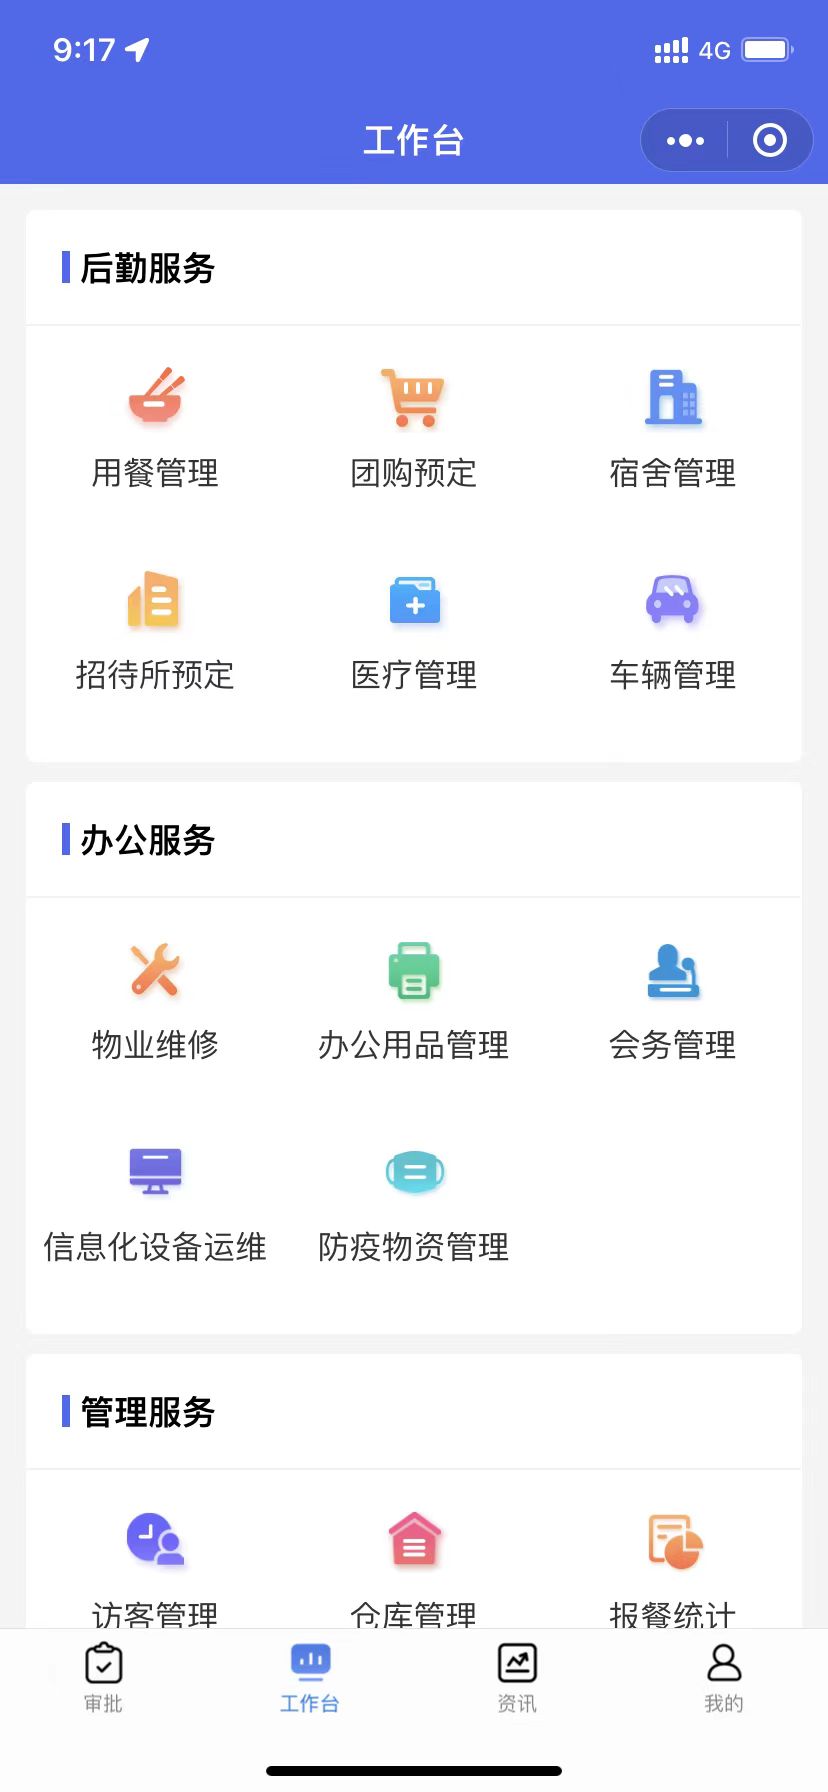 9:17
4G
工作台
后勤服务
用餐管理
团购预定
宿舍管理
招待所预定
医疗管理
车辆管理
办公服务
物业维修
办公用品管理
会务管理
信息化设备运维
防疫物资管理
管理服务
访客管理
仓库管理
报餐统计
审批
工作台
资讯
我的